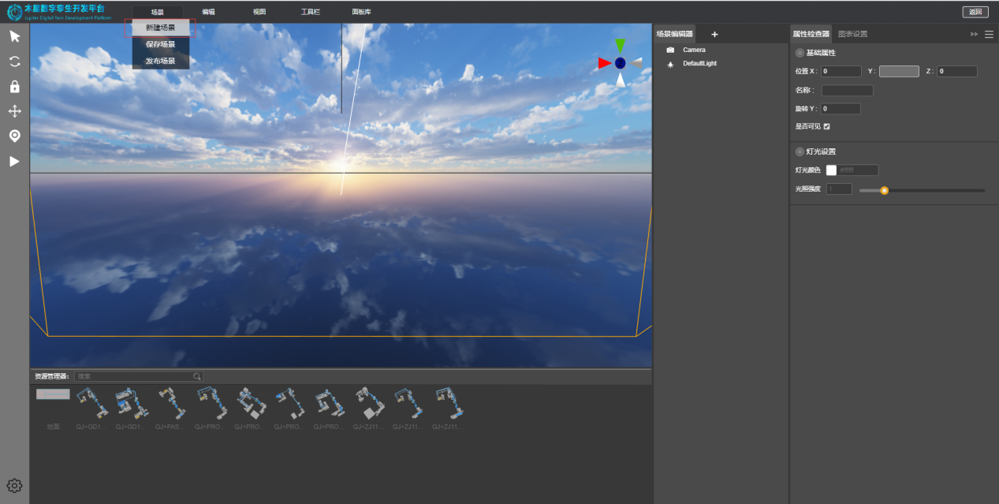 木星数字孪生开发平台
Jupiter Digital Twin Development Platform
场景 编辑 视图 工具栏 面板库 返回
新建场景
保存场景
发布场景
场景编辑器 +
Camera
DefaultLight
属性检查器 图表设置 >>
基础属性
位置 X : 0 Y : Z : 0
名称 :
旋转 Y : 0
是否可见
灯光设置
灯光颜色 #ffffff
光照强度 1
Z
资源管理器: 搜索
地面 QJ+GD1... QJ+GD1... QJ+PAS... QJ+PRO... QJ+PRO... QJ+PRO... QJ+PRO... QJ+ZJ11... QJ+ZJ11... QJ+ZJ11...